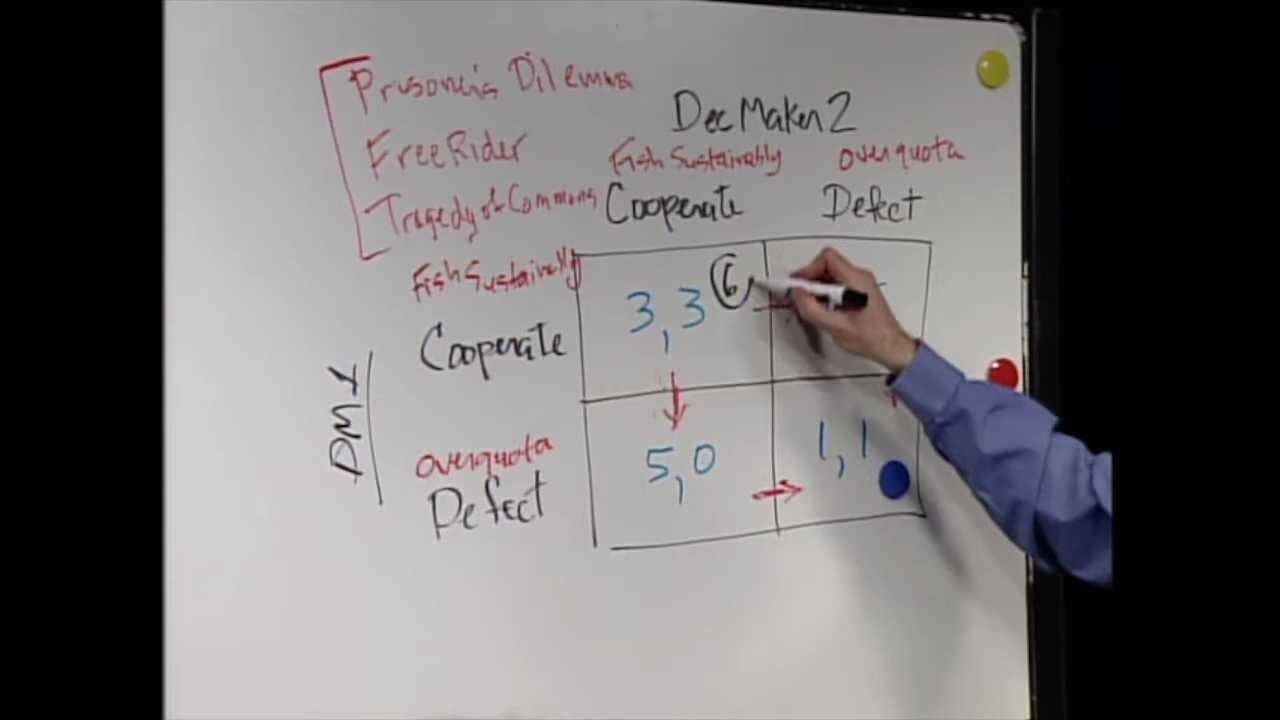 Prisoner's Dilemma
Free Rider
Tragedy of Commons
Dec Maker 2
Fish Sustainably
overquota
Cooperate
Defect
Fish Sustainably
Cooperate
DM 1
overquota
Defect
3,3
6
5,0
1,1